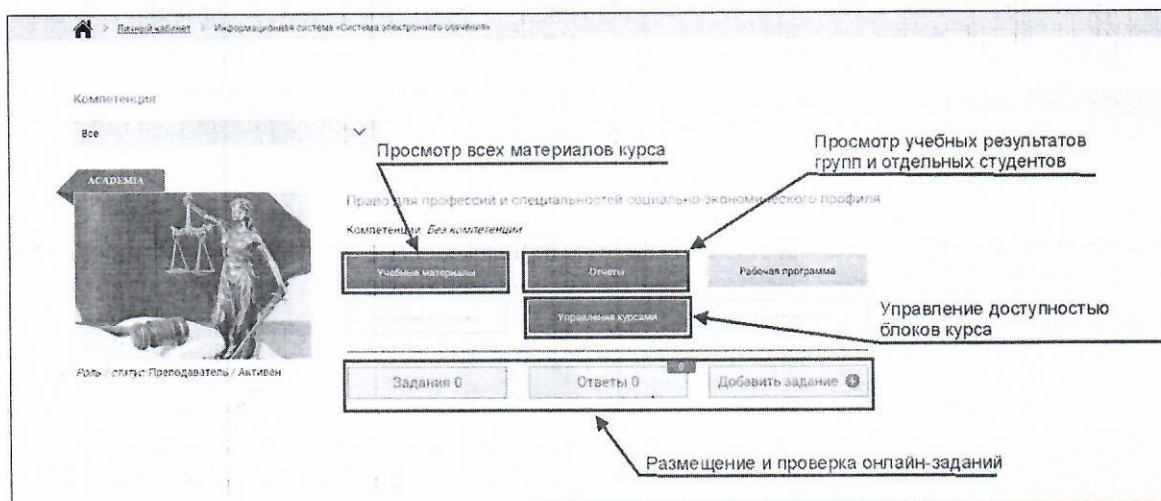 > Личный кабинет > Информационная система «Система электронного обучения»
Компетенция
Все
Просмотр всех материалов курса
Просмотр учебных результатов
групп и отдельных студентов
ACADEMIA
Право для профессий и специальностей социально-экономического профиля
Компетенции: Без компетенции
Учебные материалы
Отчеты
Рабочая программа
Управление курсами
Управление доступностью
блоков курса
Роль / статус: Преподаватель / Активен
Задания 0
Ответы 0
0
Добавить задание +
Размещение и проверка онлайн-заданий